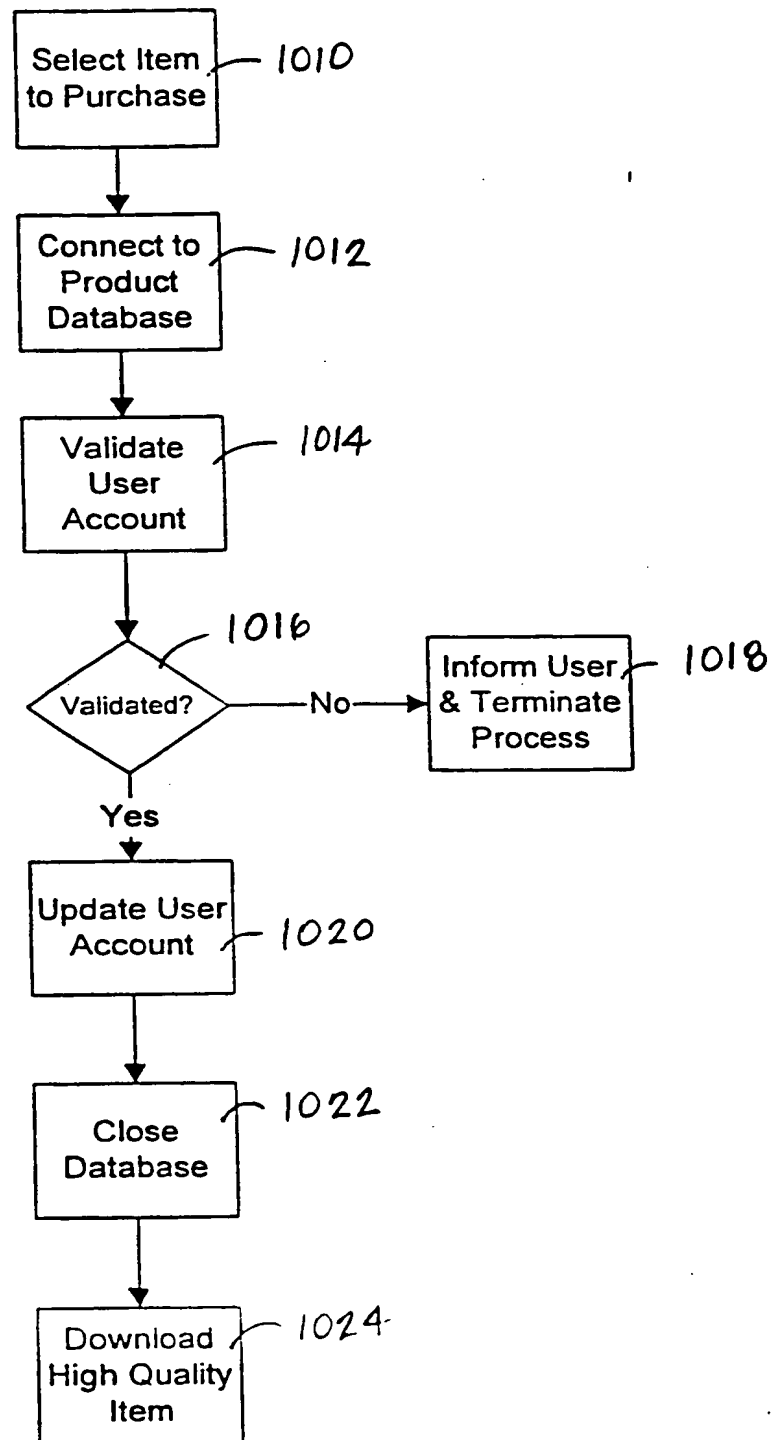 Select Item
to Purchase
1010
Connect to
Product
Database
1012
Validate
User
Account
1014
1016
Validated?
No
Inform User
& Terminate
Process
1018
Yes
Update User
Account
1020
Close
Database
1022
Download
High Quality
Item
1024